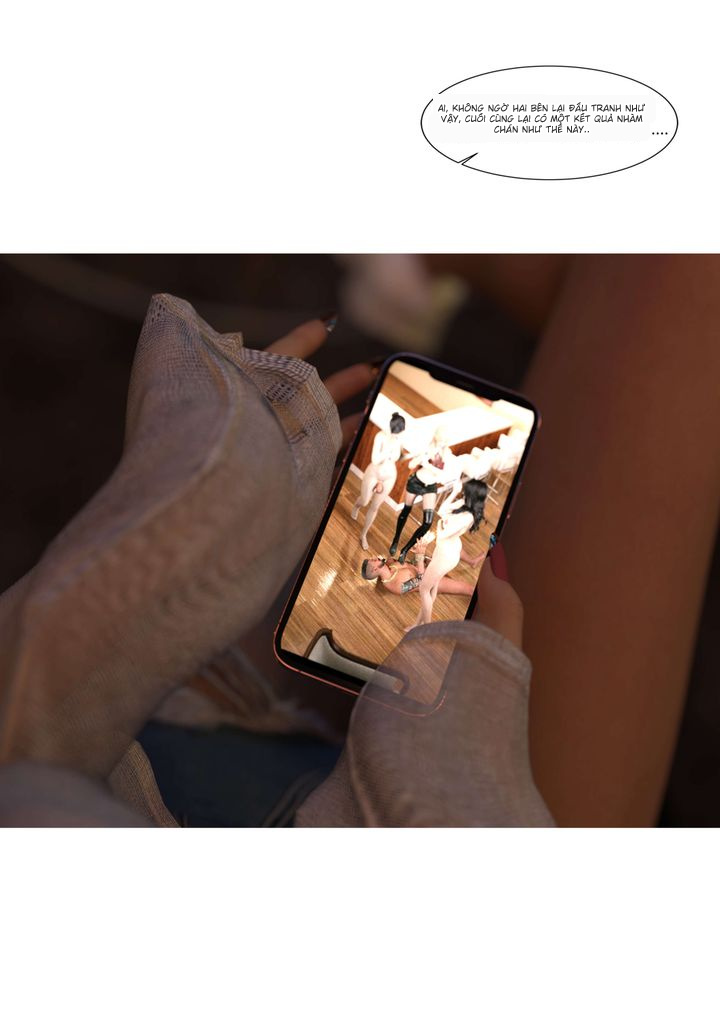 AI, KHÔNG NGỜ HAI BÊN LẠI ĐẤU TRANH NHƯ
VẬY, CUỐI CÙNG LẠI CÓ MỘT KẾT QUẢ NHÀM
CHÁN NHƯ THẾ NÀY.. ....